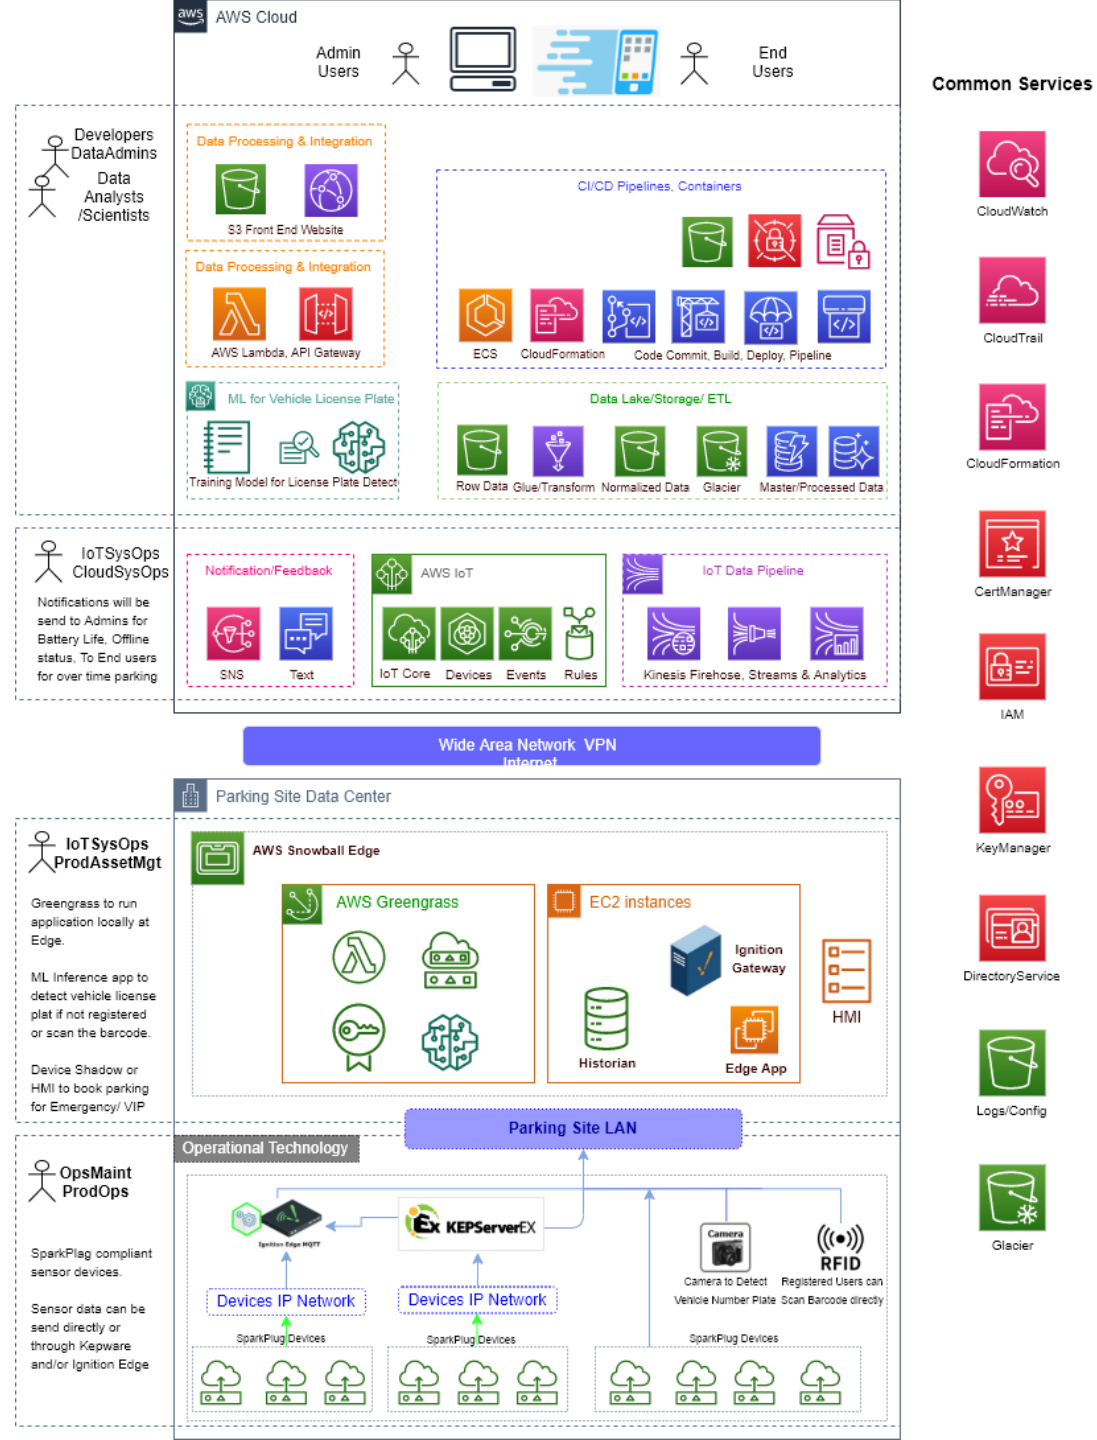 aws
AWS Cloud
Admin
Users
End
Users
Common Services
Developers
DataAdmins
Data
Analysts
/Scientists
Data Processing & Integration
S3 Front End Website
Data Processing & Integration
AWS Lambda, API Gateway
CI/CD Pipelines, Containers
ECS
CloudFormation
Code Commit, Build, Deploy, Pipeline
ML for Vehicle License Plate
Training Model for License Plate Detect
Data Lake/Storage/ ETL
Row Data
Glue/Transform
Normalized Data
Glacier
Master/Processed Data
IoTSysOps
CloudSysOps
Notifications will be
send to Admins for
Battery Life, Offline
status, To End users
for over time parking
Notification/Feedback
SNS
Text
AWS IoT
IoT Core
Devices
Events
Rules
IoT Data Pipeline
Kinesis Firehose, Streams & Analytics
Wide Area Network VPN
Internet
Parking Site Data Center
IoTSysOps
ProdAssetMgt
Greengrass to run
application locally at
Edge.
ML Inference app to
detect vehicle license
plat if not registered
or scan the barcode.
Device Shadow or
HMI to book parking
for Emergency/ VIP
AWS Snowball Edge
AWS Greengrass
EC2 instances
Ignition
Gateway
Historian
Edge App
HMI
Parking Site LAN
Operational Technology
OpsMaint
ProdOps
SparkPlag compliant
sensor devices.
Sensor data can be
send directly or
through Kepware
and/or Ignition Edge
Ignition Edge MQTT
Ex KEPServerEX
Camera
RFID
Camera to Detect
Vehicle Number Plate
Registered Users can
Scan Barcode directly
Devices IP Network
Devices IP Network
SparkPlug Devices
SparkPlug Devices
SparkPlug Devices
CloudWatch
CloudTrail
CloudFormation
CertManager
IAM
KeyManager
DirectoryService
Logs/Config
Glacier